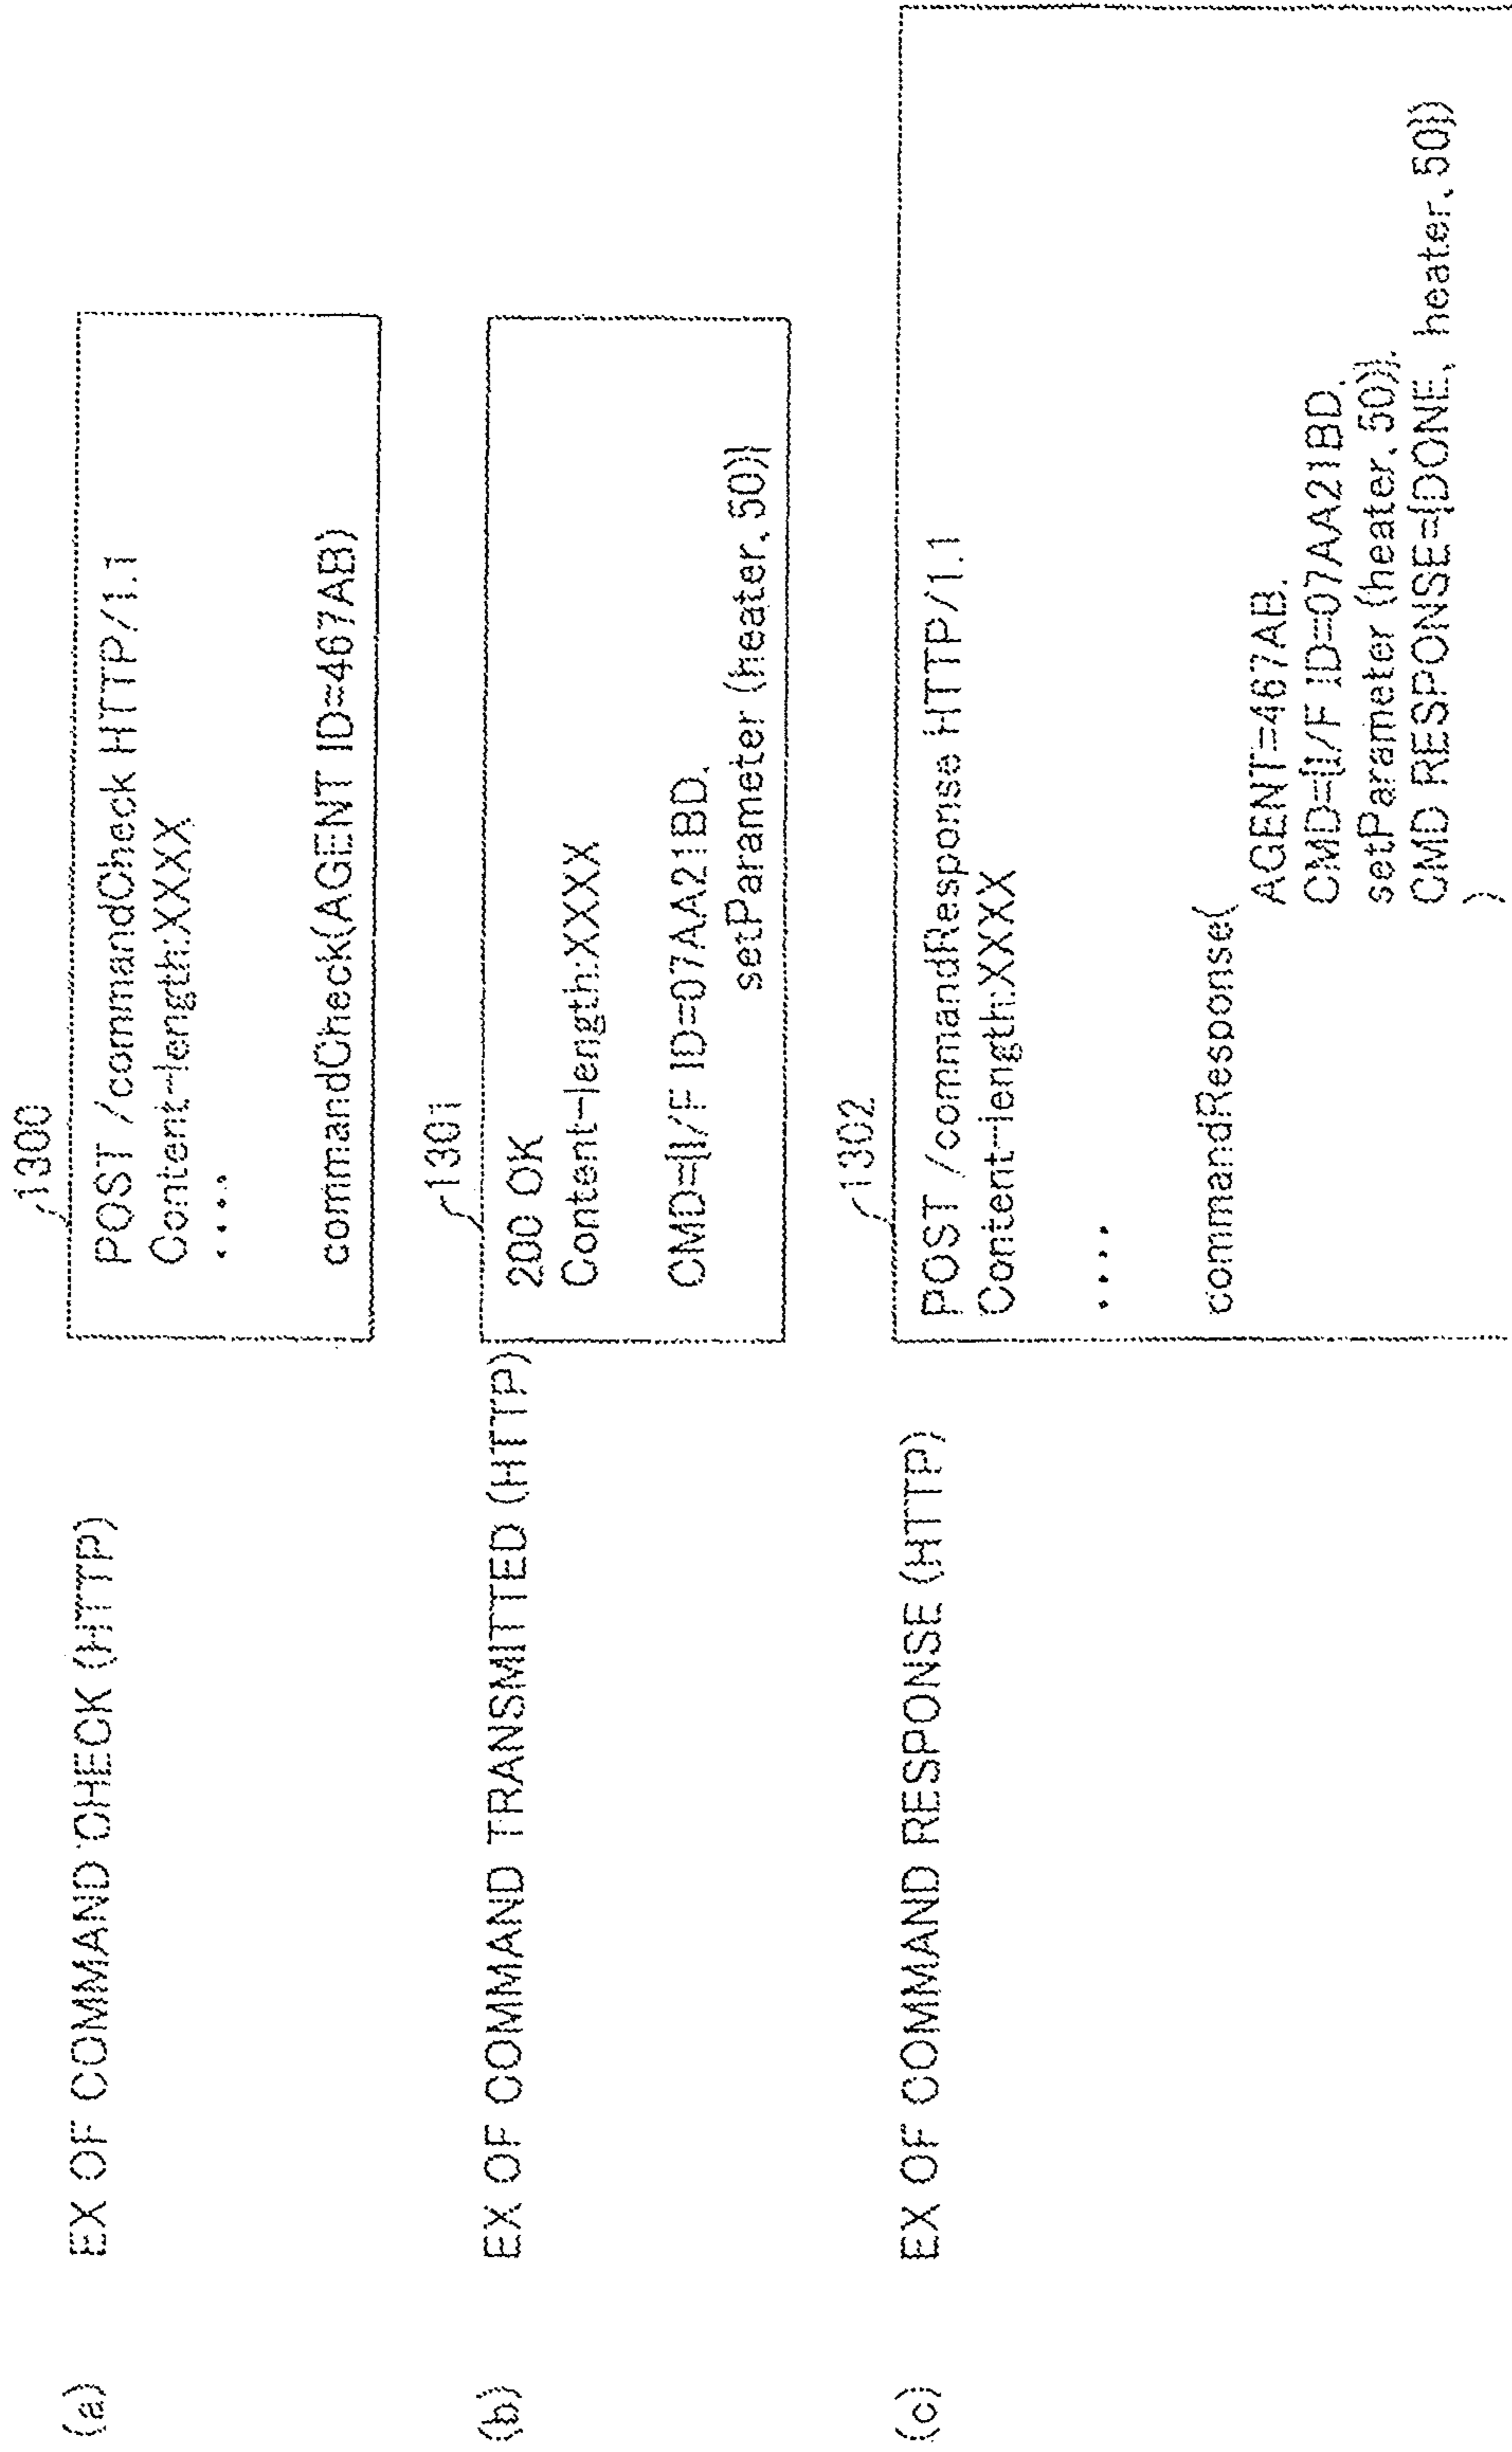 (a) EX OF COMMAND CHECK (HTTP)
1300
POST /commandCheck HTTP/1.1
Content-length:XXXX
....
commandCheck(AGENT ID=467AB)
(b) EX OF COMMAND TRANSMITTED (HTTP)
1301
200 OK
Content-length:XXXX
CMD={I/F ID=07AA21BD,
setParameter (heater, 50)}
(c) EX OF COMMAND RESPONSE (HTTP)
1302
POST /commandResponse HTTP/1.1
Content-length:XXXX
....
commandResponse(
AGENT=467AB,
CMD={I/F ID=07AA21BD,
setParameter (heater, 50)},
CMD RESPONSE={DONE, heater, 50})
)